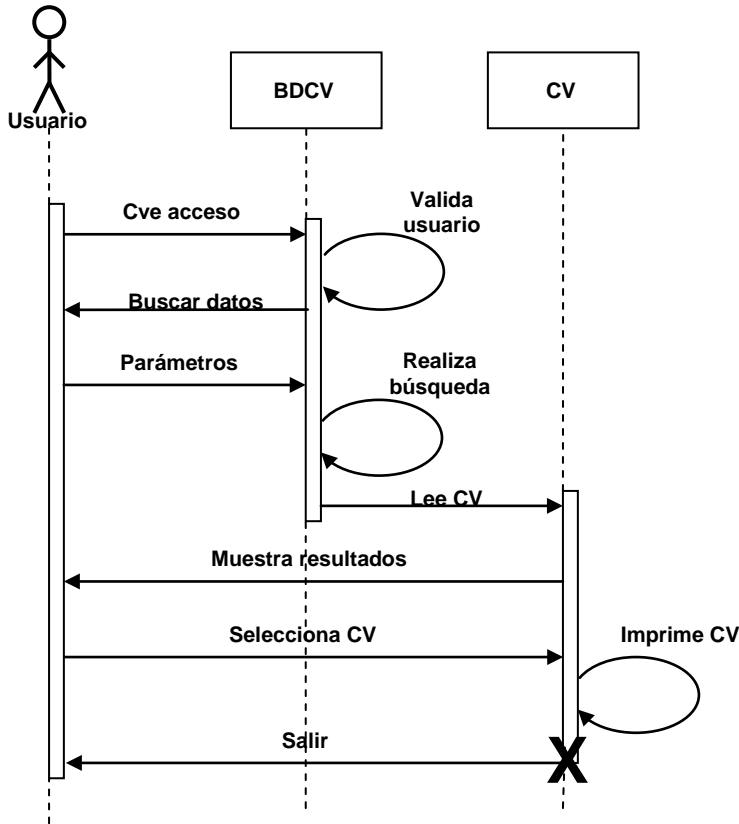 Usuario
BDCV
CV
Cve acceso
Valida
usuario
Buscar datos
Parámetros
Realiza
búsqueda
Lee CV
Muestra resultados
Selecciona CV
Imprime CV
Salir
X